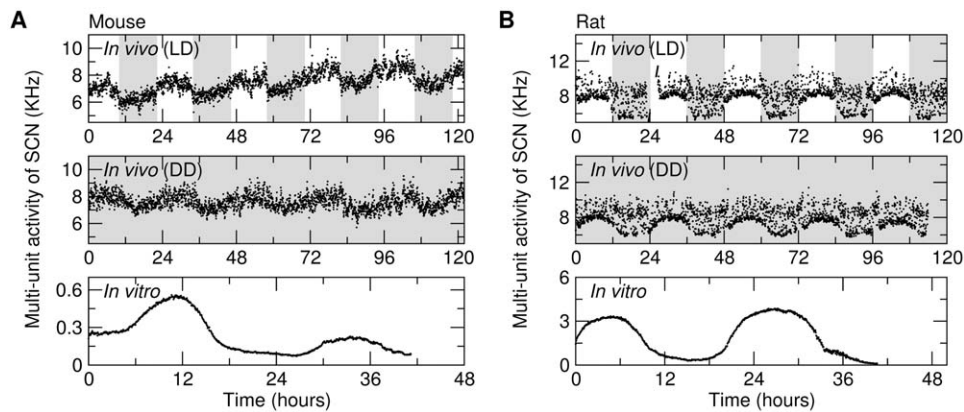 A
Mouse
Multi-unit activity of SCN (KHz)
In vivo (LD)
10
8
6
0 24 48 72 96 120
In vivo (DD)
10
8
6
0 24 48 72 96 120
In vitro
0.6
0.3
0
0 12 24 36 48
Time (hours)
B
Rat
Multi-unit activity of SCN (KHz)
In vivo (LD)
12
8
0 24 48 72 96 120
In vivo (DD)
12
8
0 24 48 72 96 120
In vitro
6
3
0
0 12 24 36 48
Time (hours)